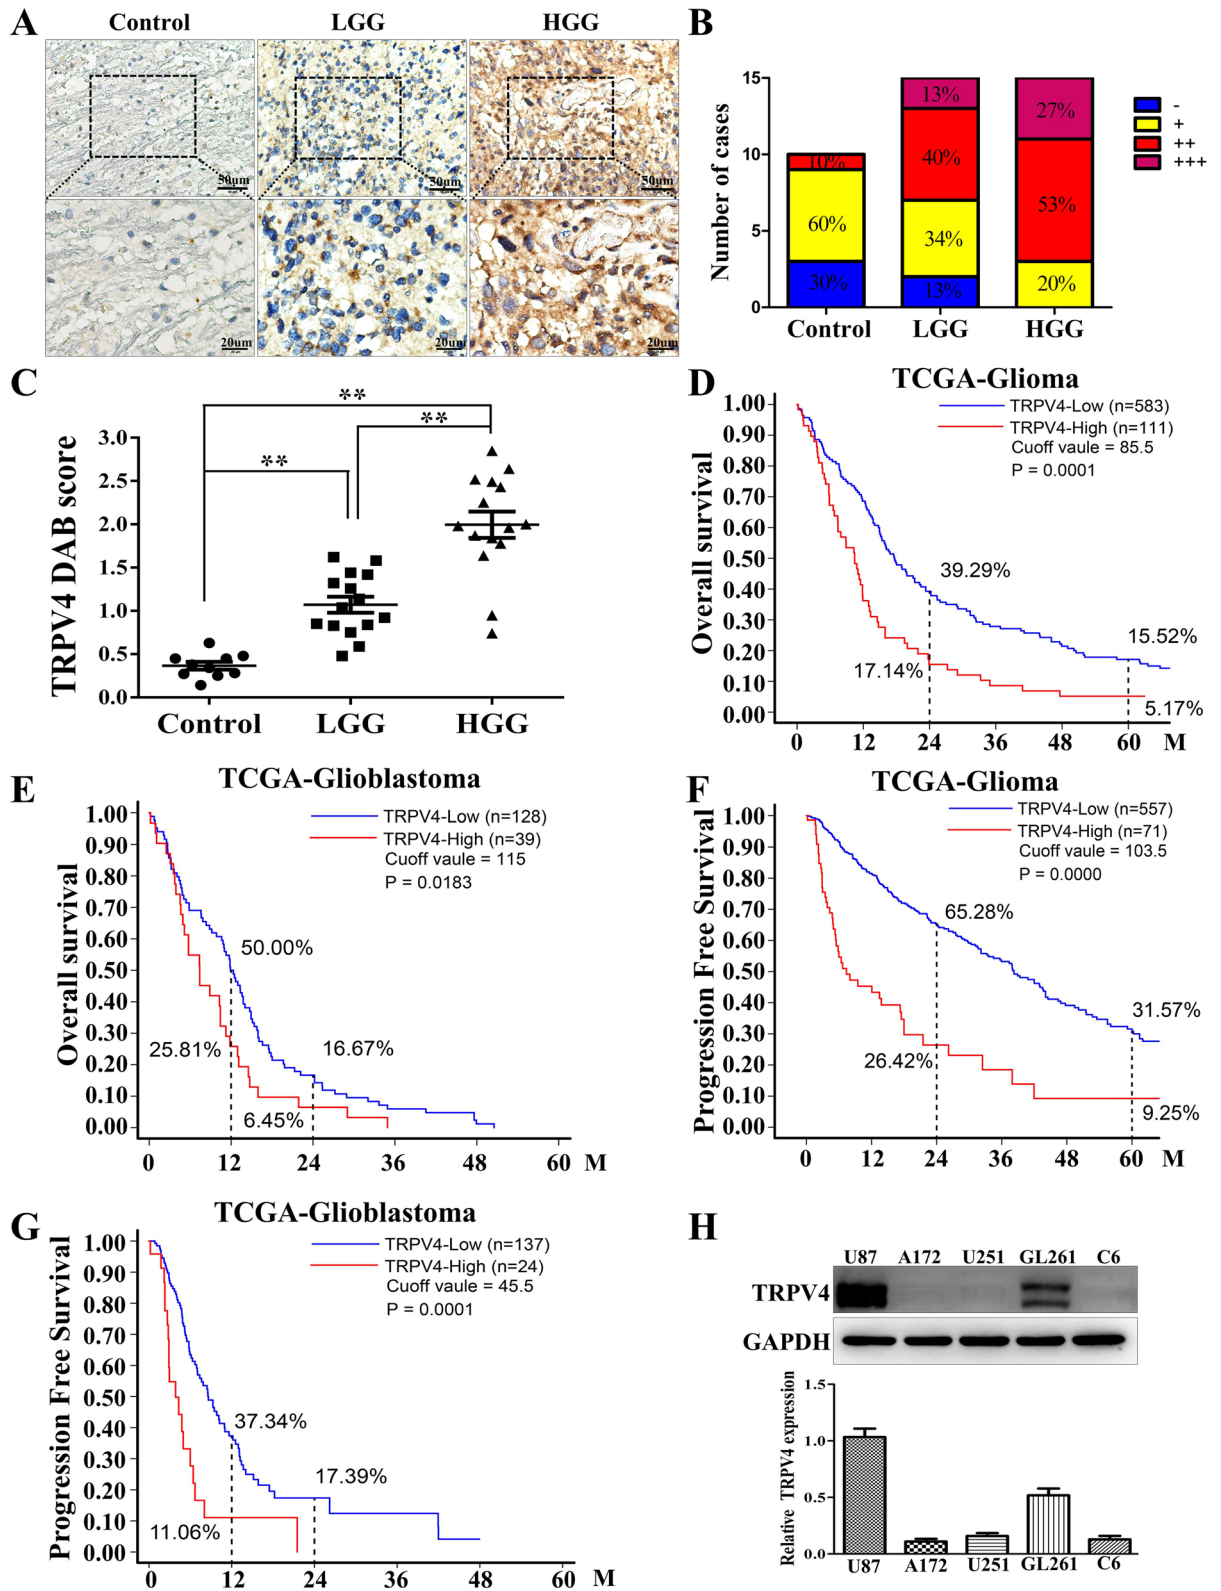 A
Control
LGG
HGG
50um
50um
50um
20um
20um
20um
B
Number of cases
15
10
5
0
10%
60%
30%
13%
40%
34%
13%
27%
53%
20%
Control
LGG
HGG
-
+
++
+++
C
TRPV4 DAB score
3.0
2.5
2.0
1.5
1.0
0.5
0.0
**
**
**
Control
LGG
HGG
D
TCGA-Glioma
Overall survival
1.00
0.90
0.80
0.70
0.60
0.50
0.40
0.30
0.20
0.10
0.00
TRPV4-Low (n=583)
TRPV4-High (n=111)
Cuoff vaule = 85.5
P = 0.0001
39.29%
17.14%
15.52%
5.17%
0 12 24 36 48 60 M
E
TCGA-Glioblastoma
Overall survival
1.00
0.90
0.80
0.70
0.60
0.50
0.40
0.30
0.20
0.10
0.00
TRPV4-Low (n=128)
TRPV4-High (n=39)
Cuoff vaule = 115
P = 0.0183
50.00%
25.81%
16.67%
6.45%
0 12 24 36 48 60 M
F
TCGA-Glioma
Progression Free Survival
1.00
0.90
0.80
0.70
0.60
0.50
0.40
0.30
0.20
0.10
0.00
TRPV4-Low (n=557)
TRPV4-High (n=71)
Cuoff vaule = 103.5
P = 0.0000
65.28%
26.42%
31.57%
9.25%
0 12 24 36 48 60 M
G
TCGA-Glioblastoma
Progression Free Survival
1.00
0.90
0.80
0.70
0.60
0.50
0.40
0.30
0.20
0.10
0.00
TRPV4-Low (n=137)
TRPV4-High (n=24)
Cuoff vaule = 45.5
P = 0.0001
37.34%
11.06%
17.39%
0 12 24 36 48 60 M
H
U87 A172 U251 GL261 C6
TRPV4
GAPDH
Relative TRPV4 expression
1.5
1.0
0.5
0.0
U87 A172 U251 GL261 C6